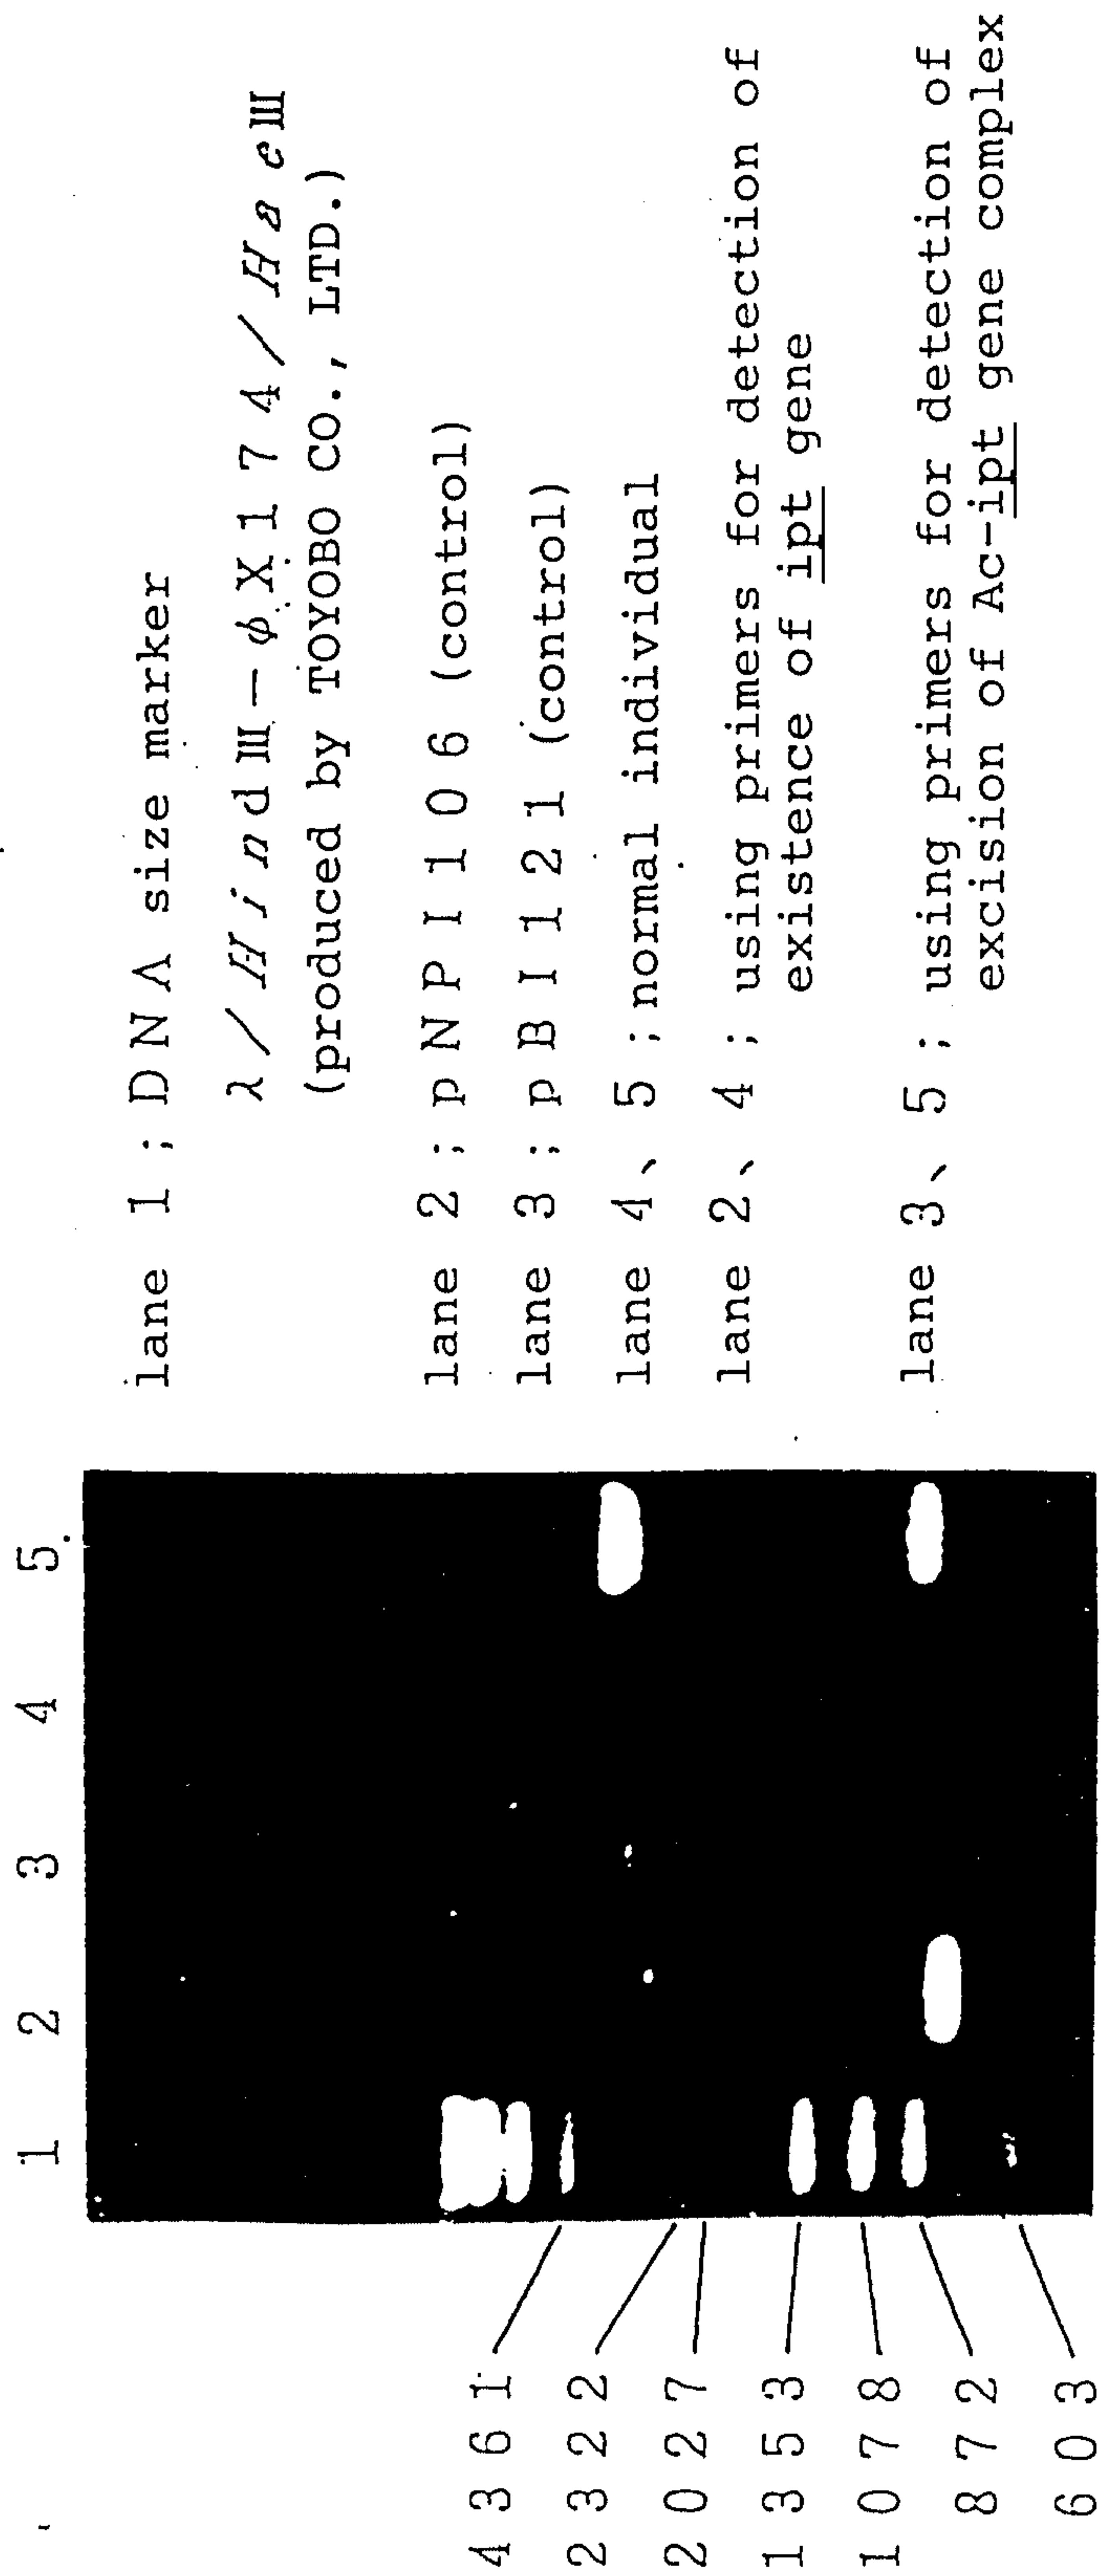 1 2 3 4 5
4361
2322
2027
1353
1078
872
603
lane 1 ; DNA size marker
λ/HindⅢ-φX174/HaeⅢ
(produced by TOYOBO CO., LTD.)
lane 2 ; pNPI106 (control)
lane 3 ; pBI121 (control)
lane 4、5 ; normal individual
lane 2、4 ; using primers for detection of
existence of ipt gene
lane 3、5 ; using primers for detection of
excision of Ac-ipt gene complex